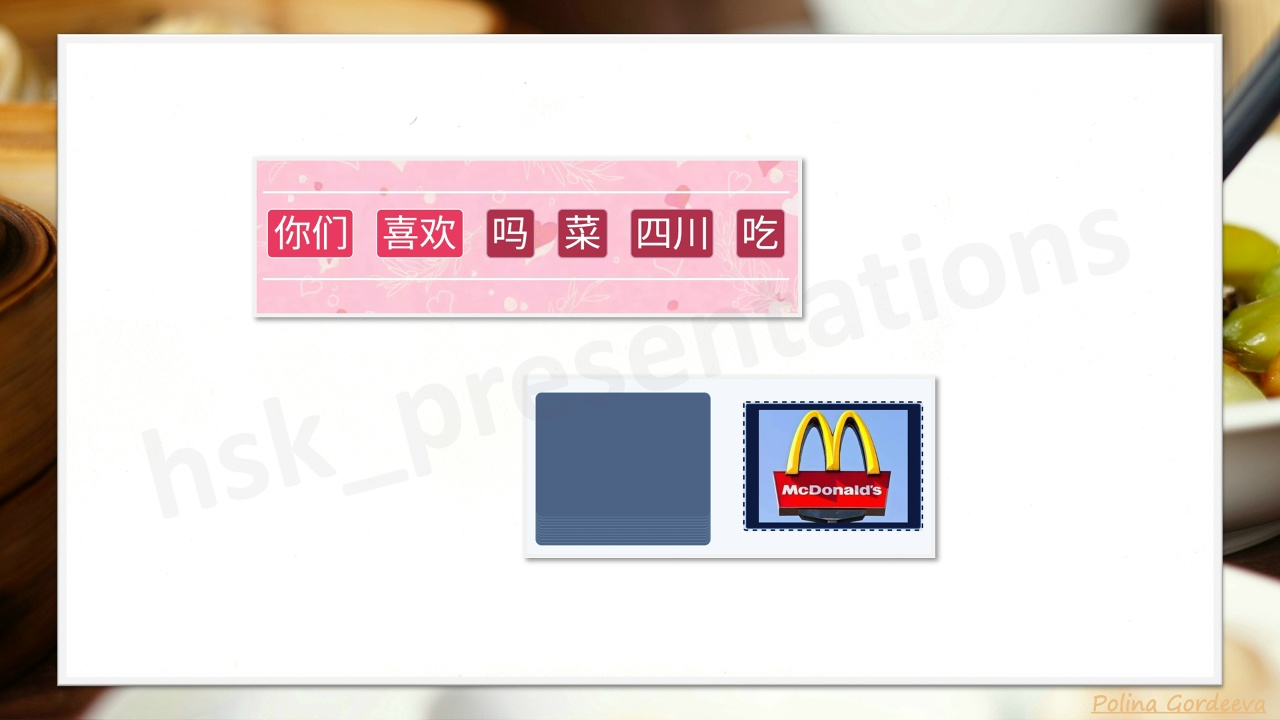 你们 喜欢 吗 菜 四川 吃
hsk_presentations
McDonald's
Polina Gordeeva